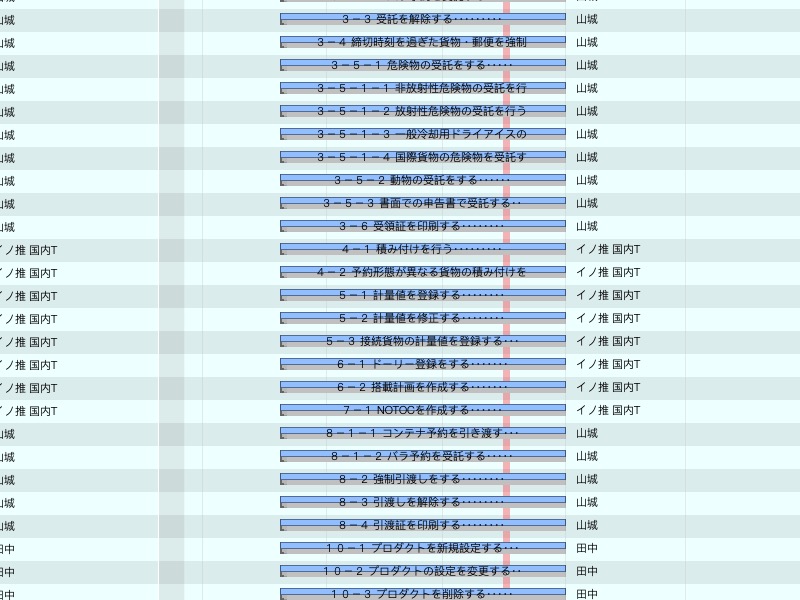 山城 3－3 受託を解除する········· 山城
山城 3－4 締切時刻を過ぎた貨物・郵便を強制 山城
山城 3－5－1 危険物の受託をする····· 山城
山城 3－5－1－1 非放射性危険物の受託を行 山城
山城 3－5－1－2 放射性危険物の受託を行う 山城
山城 3－5－1－3 一般冷却用ドライアイスの 山城
山城 3－5－1－4 国際貨物の危険物を受託す 山城
山城 3－5－2 動物の受託をする······ 山城
山城 3－5－3 書面での申告書で受託する·· 山城
山城 3－6 受領証を印刷する········ 山城
イノ推 国内T 4－1 積み付けを行う········· イノ推 国内T
イノ推 国内T 4－2 予約形態が異なる貨物の積み付けを イノ推 国内T
イノ推 国内T 5－1 計量値を登録する········ イノ推 国内T
イノ推 国内T 5－2 計量値を修正する········ イノ推 国内T
イノ推 国内T 5－3 接続貨物の計量値を登録する··· イノ推 国内T
イノ推 国内T 6－1 ドーリー登録をする······· イノ推 国内T
イノ推 国内T 6－2 搭載計画を作成する······· イノ推 国内T
イノ推 国内T 7－1 NOTOCを作成する······ イノ推 国内T
山城 8－1－1 コンテナ予約を引き渡す··· 山城
山城 8－1－2 バラ予約を受託する····· 山城
山城 8－2 強制引渡しをする········ 山城
山城 8－3 引渡しを解除する········ 山城
山城 8－4 引渡証を印刷する········ 山城
田中 10－1 プロダクトを新規設定する··· 田中
田中 10－2 プロダクトの設定を変更する·· 田中
田中 10－3 プロダクトを削除する····· 田中